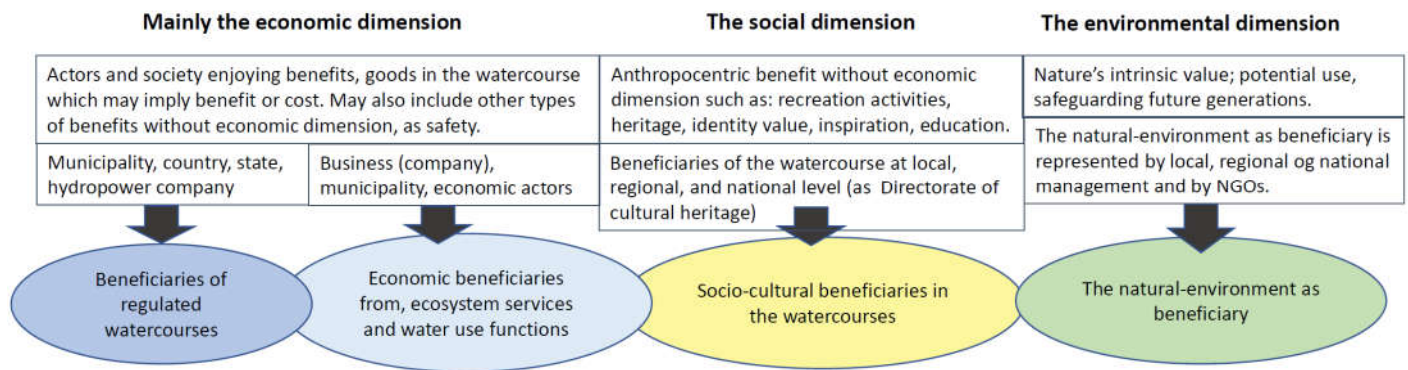 Mainly the economic dimension
The social dimension
The environmental dimension
Actors and society enjoying benefits, goods in the watercourse
which may imply benefit or cost. May also include other types
of benefits without economic dimension, as safety.
Anthropocentric benefit without economic
dimension such as: recreation activities,
heritage, identity value, inspiration, education.
Nature's intrinsic value; potential use,
safeguarding future generations.
Municipality, country, state,
hydropower company
Business (company),
municipality, economic actors
Beneficiaries of the watercourse at local,
regional, and national level (as Directorate of
cultural heritage)
The natural-environment as beneficiary is
represented by local, regional og national
management and by NGOs.
Beneficiaries of
regulated
watercourses
Economic beneficiaries
from, ecosystem services
and water use functions
Socio-cultural beneficiaries in
the watercourses
The natural-environment as
beneficiary